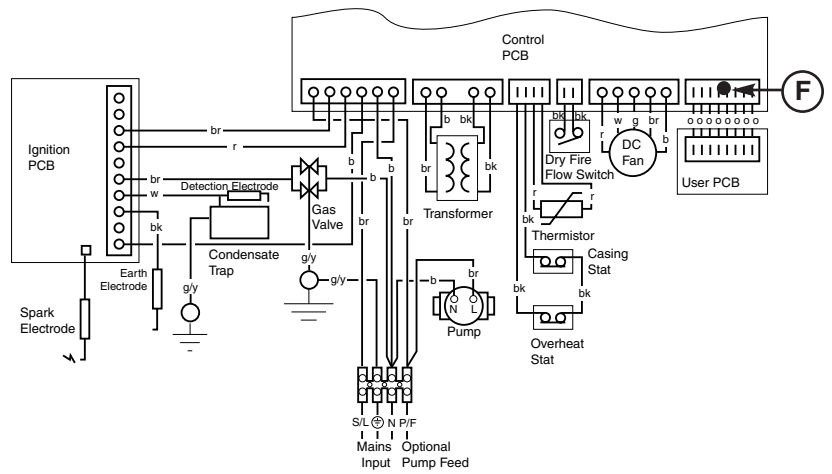 Control
PCB
F
Ignition
PCB
br
r
br
w
bk
Detection Electrode
Gas
Valve
Condensate
Trap
g/y
Earth
Electrode
Spark
Electrode
g/y
g/y
b
b
b
br
br
b
bk
br
bk
Transformer
bk
bk
Dry Fire
Flow Switch
r
w
g
br
b
DC
Fan
o o o o o o o o
User PCB
r
r
Thermistor
bk
Casing
Stat
bk
bk
Overheat
Stat
b
br
N
L
Pump
S/L
N
P/F
Mains
Input
Optional
Pump Feed